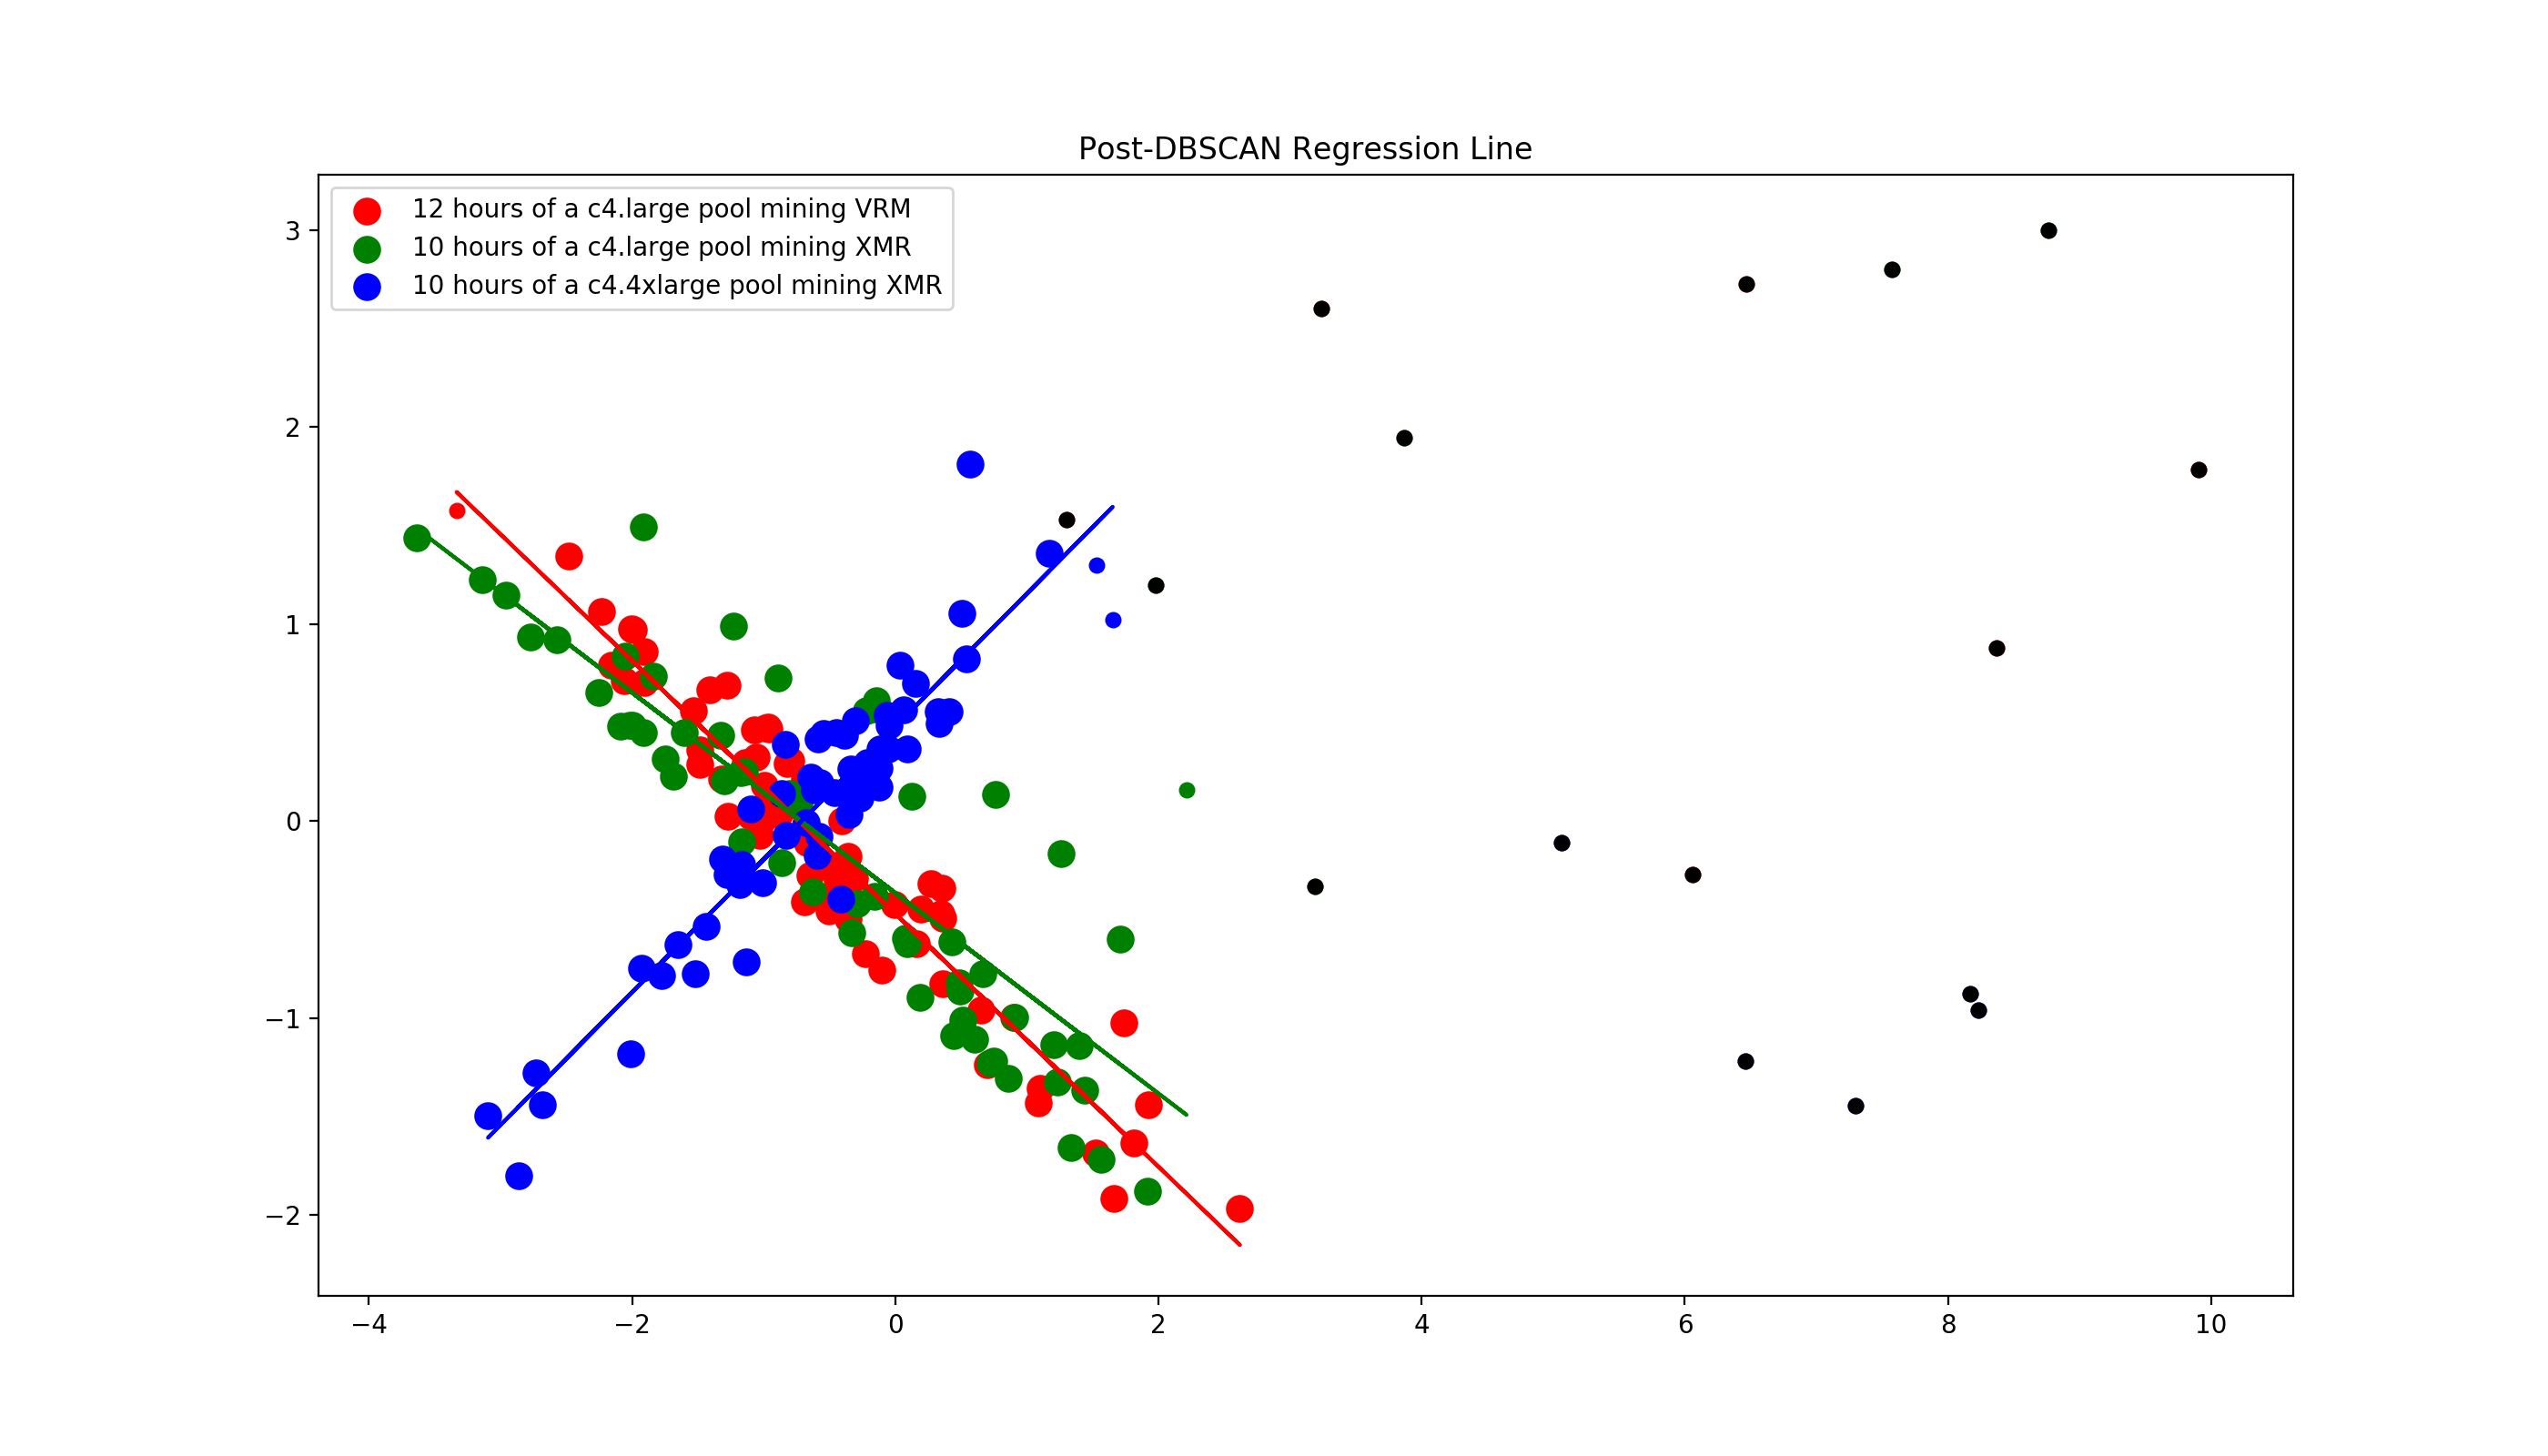 Post-DBSCAN Regression Line
12 hours of a c4.large pool mining VRM
10 hours of a c4.large pool mining XMR
10 hours of a c4.4xlarge pool mining XMR
3
2
1
0
−1
−2
−4 −2 0 2 4 6 8 10